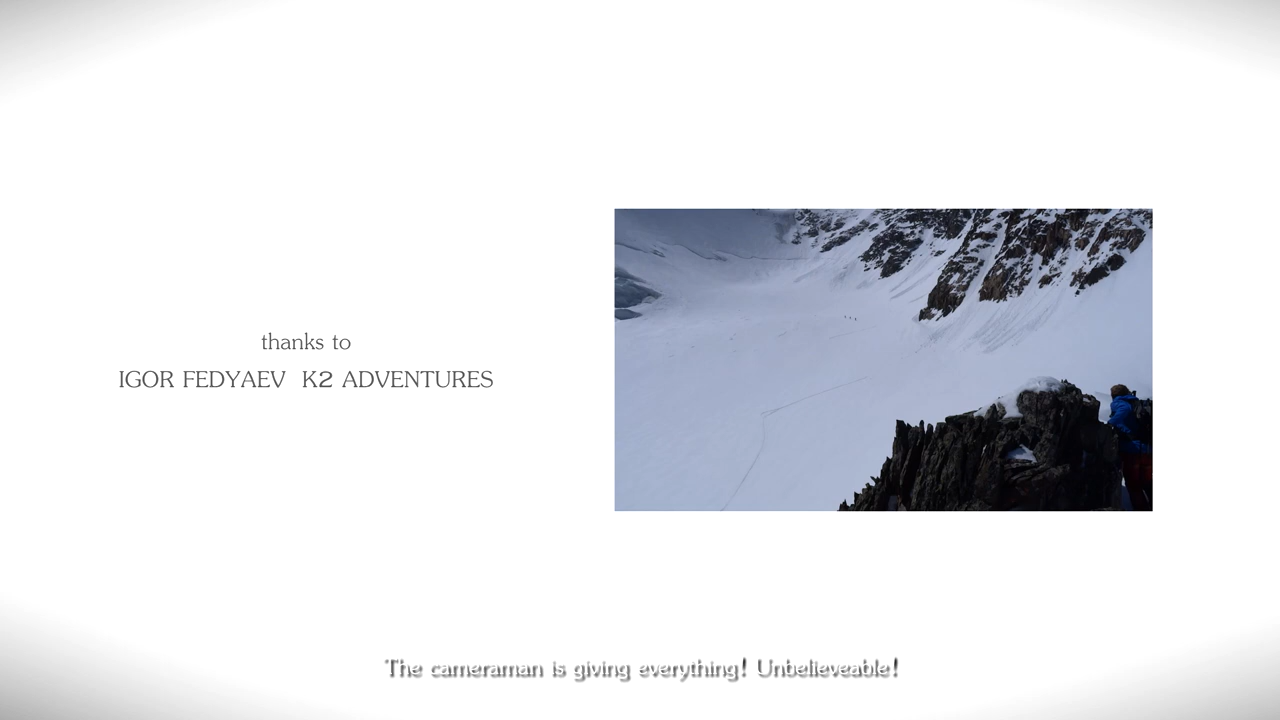 thanks to
IGOR FEDYAEV K2 ADVENTURES
The cameraman is giving everything! Unbelieveable!